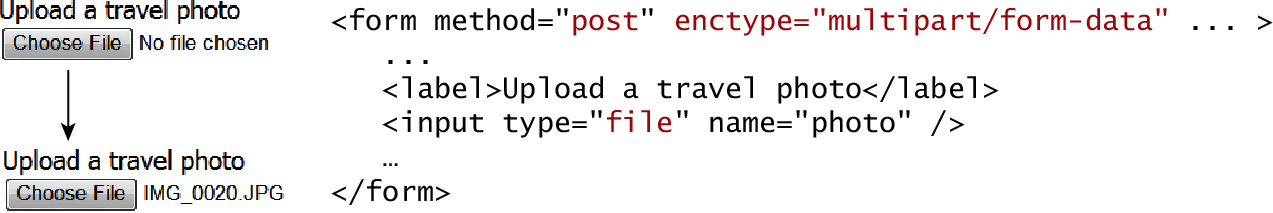 Upload a travel photo
Choose File No file chosen
Upload a travel photo
Choose File IMG_0020.JPG
<form method="post" enctype="multipart/form-data" ... >
...
<label>Upload a travel photo</label>
<input type="file" name="photo" />
…
</form>